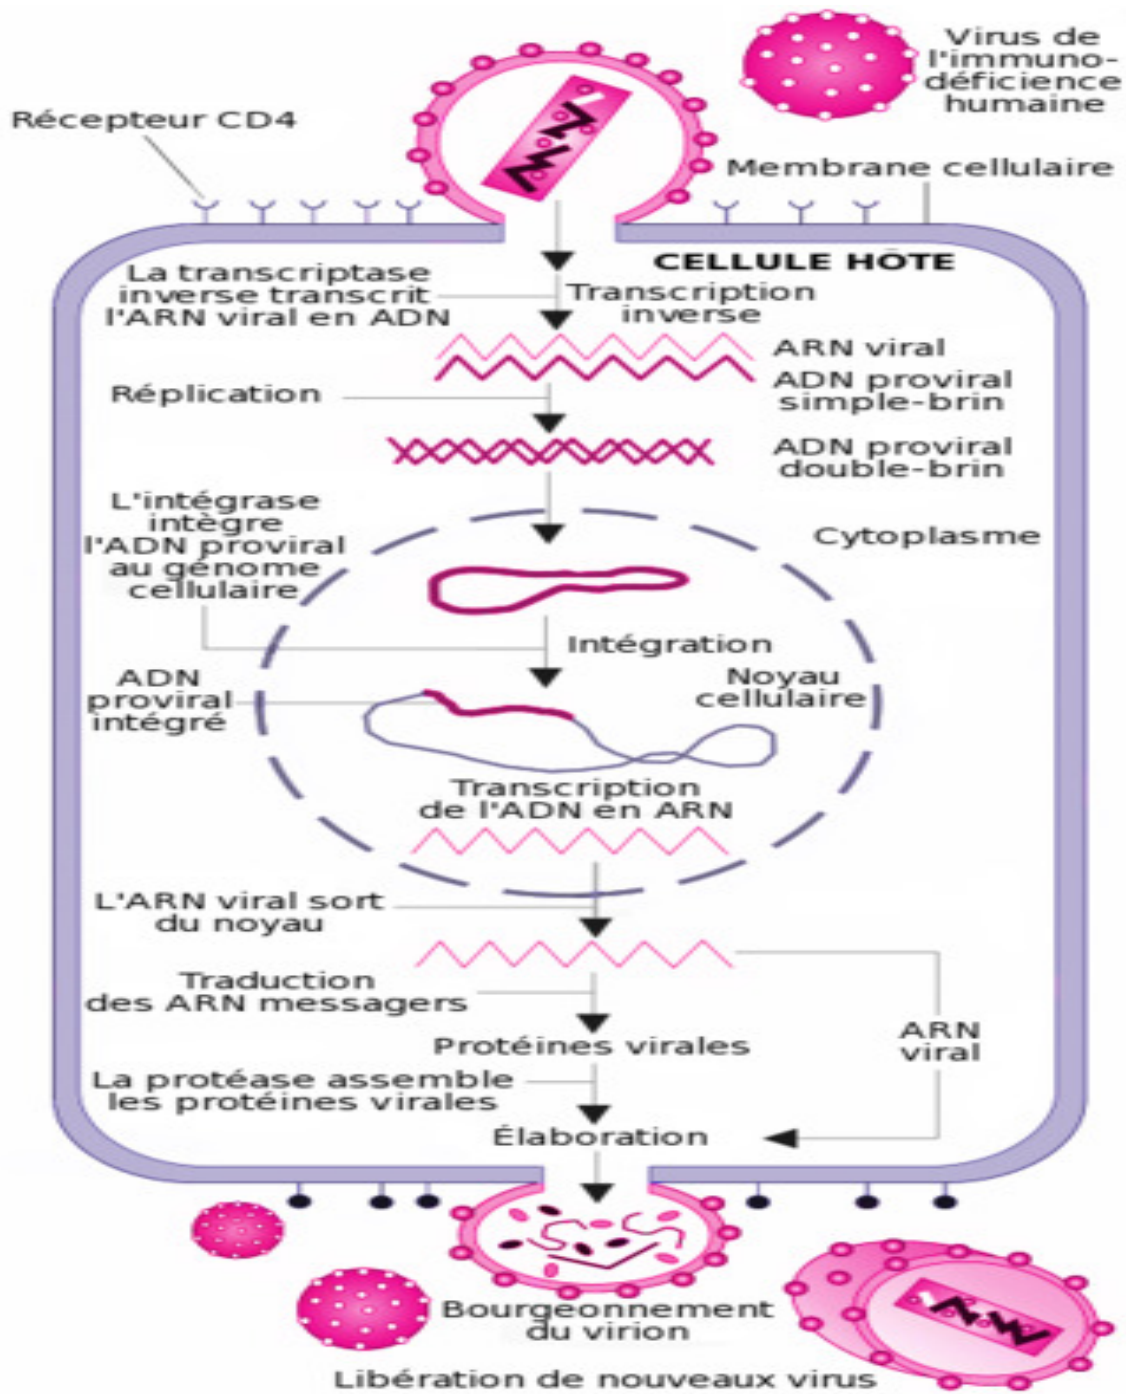 Virus de
l'immuno-
déficience
humaine
Récepteur CD4
Membrane cellulaire
CELLULE HÔTE
La transcriptase
inverse transcrit
l'ARN viral en ADN
Transcription
inverse
ARN viral
ADN proviral
simple-brin
Réplication
ADN proviral
double-brin
L'intégrase
intègre
l'ADN proviral
au génome
cellulaire
Cytoplasme
Intégration
ADN
proviral
intégré
Noyau
cellulaire
Transcription
de l'ADN en ARN
L'ARN viral sort
du noyau
Traduction
des ARN messagers
Protéines virales
ARN
viral
La protéase assemble
les protéines virales
Élaboration
Bourgeonnement
du virion
Libération de nouveaux virus